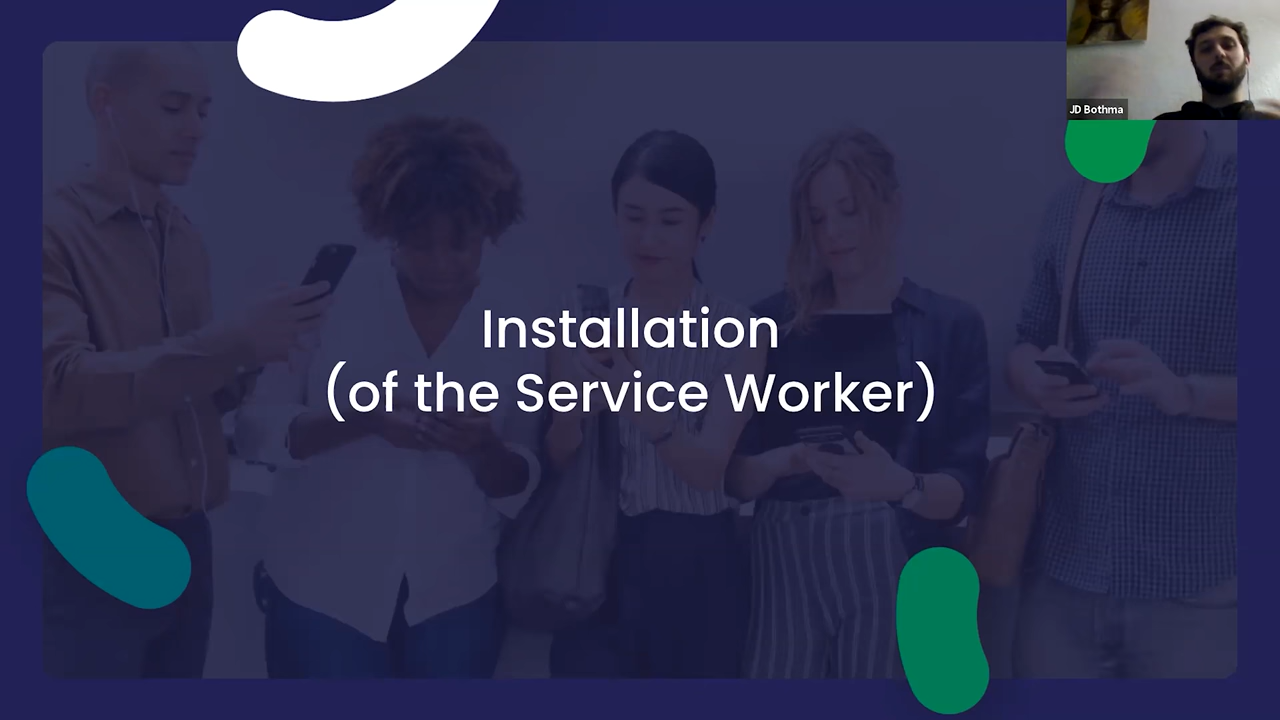 JD Bothma
Installation
(of the Service Worker)